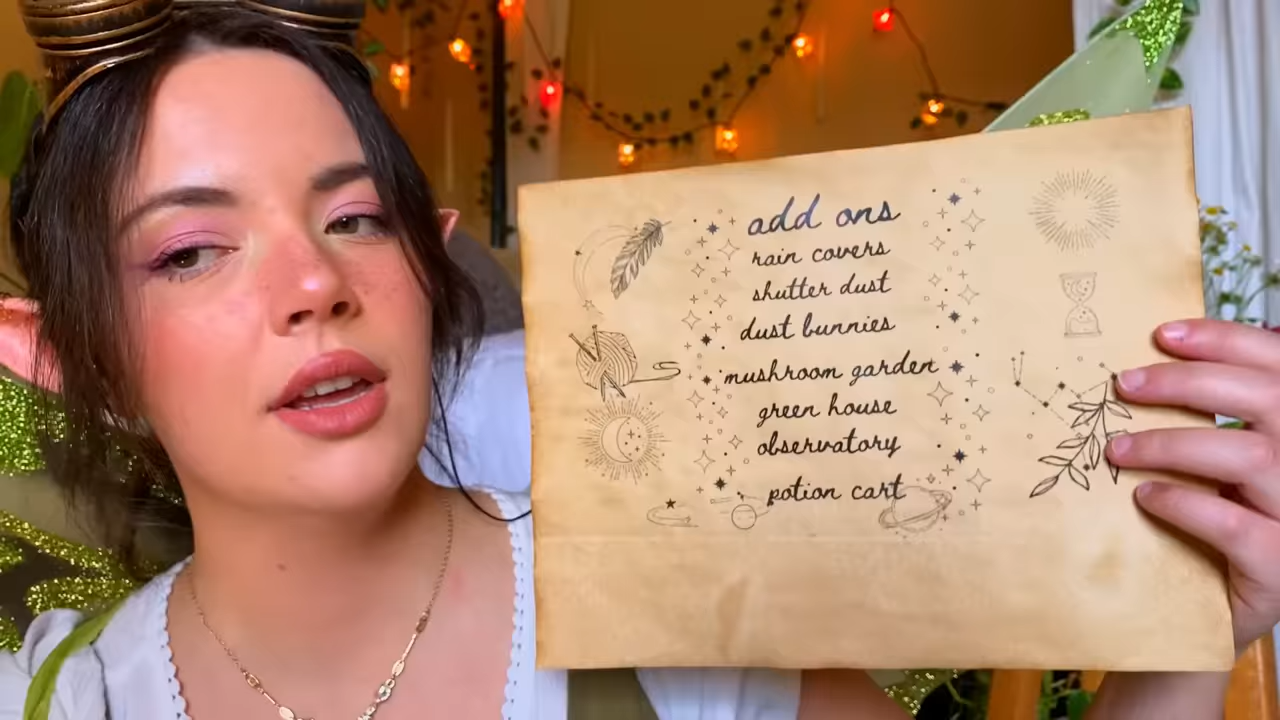 add ons
rain covers
shutter dust
dust bunnies
mushroom garden
green house
observatory
potion cart